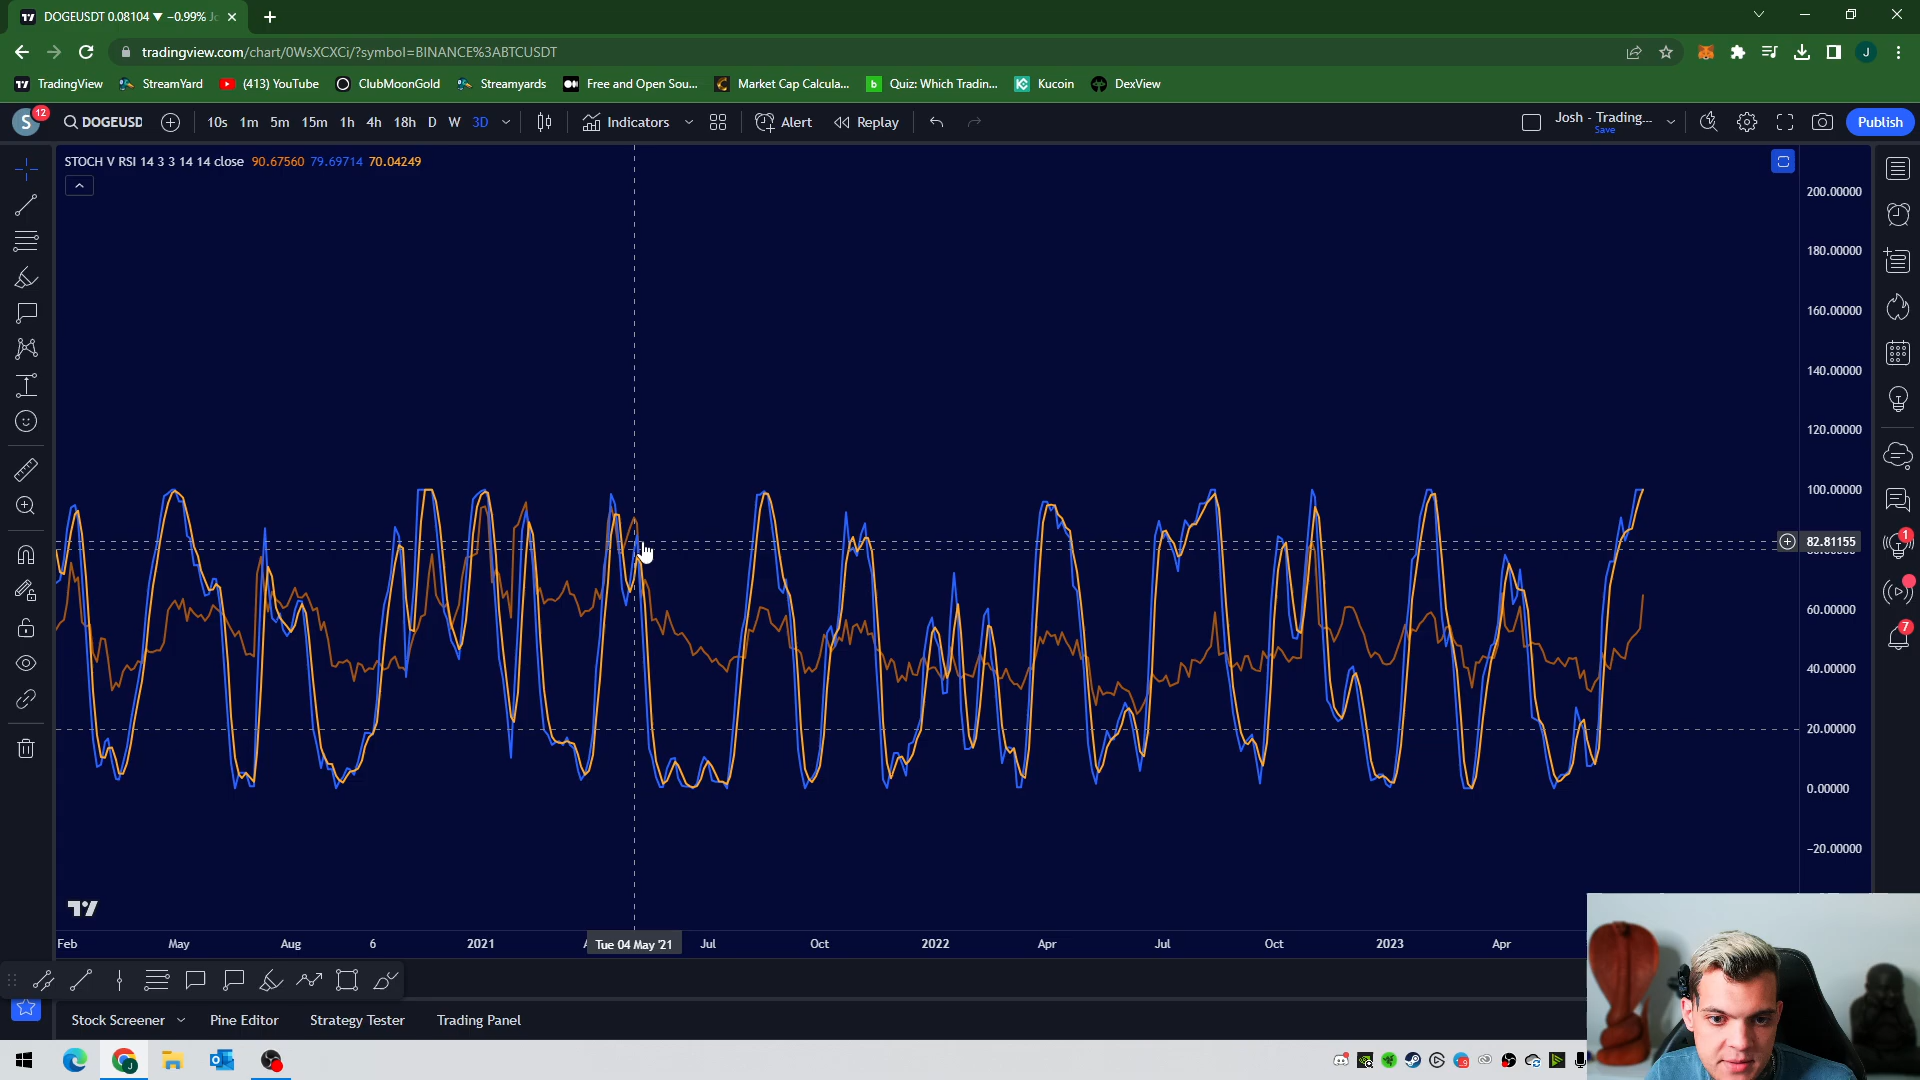 DOGEUSDT 0.08104 ▼ −0.99% Jo
tradingview.com/chart/0WsXCXCi/?symbol=BINANCE%3ABTCUSDT
J
TradingView
StreamYard
(413) YouTube
ClubMoonGold
Streamyards
Free and Open Sou...
Market Cap Calcula...
b
Quiz: Which Tradin...
Kucoin
DexView
S
12
DOGEUSD
10s
1m
5m
15m
1h
4h
18h
D
W
3D
Indicators
Alert
Replay
Josh - Trading...
Save
Publish
STOCH V RSI 14 3 3 14 14 close 90.67560 79.69714 70.04249
200.00000
180.00000
160.00000
140.00000
120.00000
100.00000
82.81155
60.00000
40.00000
20.00000
0.00000
−20.00000
1
7
Feb
May
Aug
6
2021
Tue 04 May '21
Jul
Oct
2022
Apr
Jul
Oct
2023
Apr
Stock Screener
Pine Editor
Strategy Tester
Trading Panel